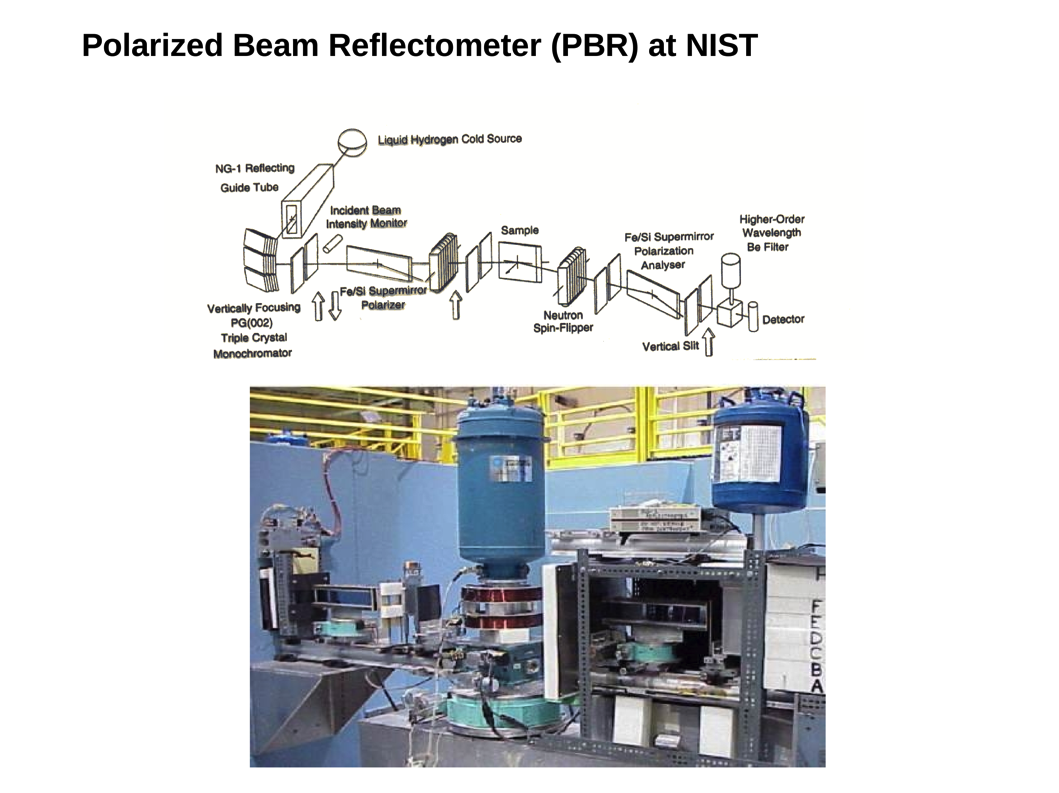 Polarized Beam Reflectometer (PBR) at NIST
Liquid Hydrogen Cold Source
NG-1 Reflecting
Guide Tube
Incident Beam
Intensity Monitor
Sample
Higher-Order
Wavelength
Be Filter
Fe/Si Supermirror
Polarization
Analyser
Fe/Si Supermirror
Polarizer
Vertically Focusing
PG(002)
Triple Crystal
Monochromator
Neutron
Spin-Flipper
Vertical Slit
Detector
F
E
D
C
B
A